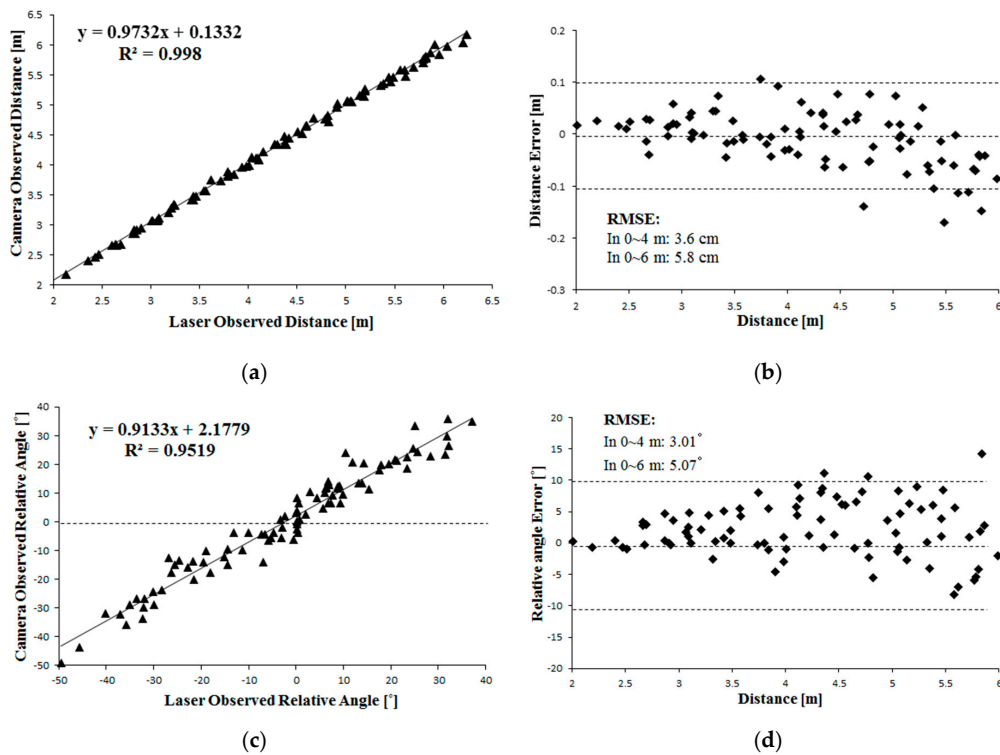 y = 0.9732x + 0.1332
R² = 0.998
Camera Observed Distance [m]
6.5
6
5.5
5
4.5
4
3.5
3
2.5
2
2 2.5 3 3.5 4 4.5 5 5.5 6 6.5
Laser Observed Distance [m]
(a)
Distance Error [m]
0.2
0.1
0
-0.1
-0.2
-0.3
RMSE:
In 0~4 m: 3.6 cm
In 0~6 m: 5.8 cm
2 2.5 3 3.5 4 4.5 5 5.5 6
Distance [m]
(b)
y = 0.9133x + 2.1779
R² = 0.9519
Camera Observed Relative Angle [°]
40
30
20
10
0
-10
-20
-30
-40
-50
-50 -40 -30 -20 -10 0 10 20 30 40
Laser Observed Relative Angle [°]
(c)
RMSE:
In 0~4 m: 3.01°
In 0~6 m: 5.07°
Relative angle Error [°]
20
15
10
5
0
-5
-10
-15
-20
2 2.5 3 3.5 4 4.5 5 5.5 6
Distance [m]
(d)